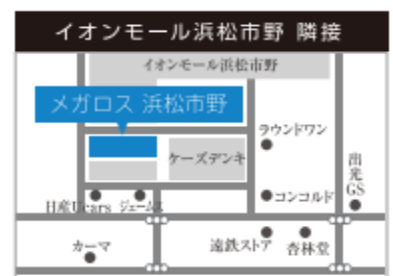 イオンモール浜松市野 隣接
イオンモール浜松市野
メガロス 浜松市野
ラウンドワン
ケーズデンキ
出光GS
コンコルド
日産Ucars
ジェームス
カーマ
遠鉄ストア
杏林堂